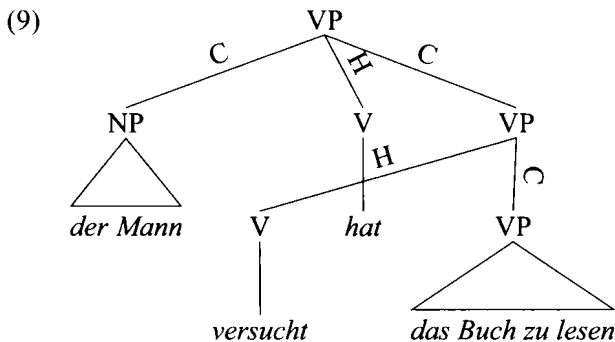 (9)
VP
C H C
NP V VP
H C
der Mann V hat VP
versucht das Buch zu lesen